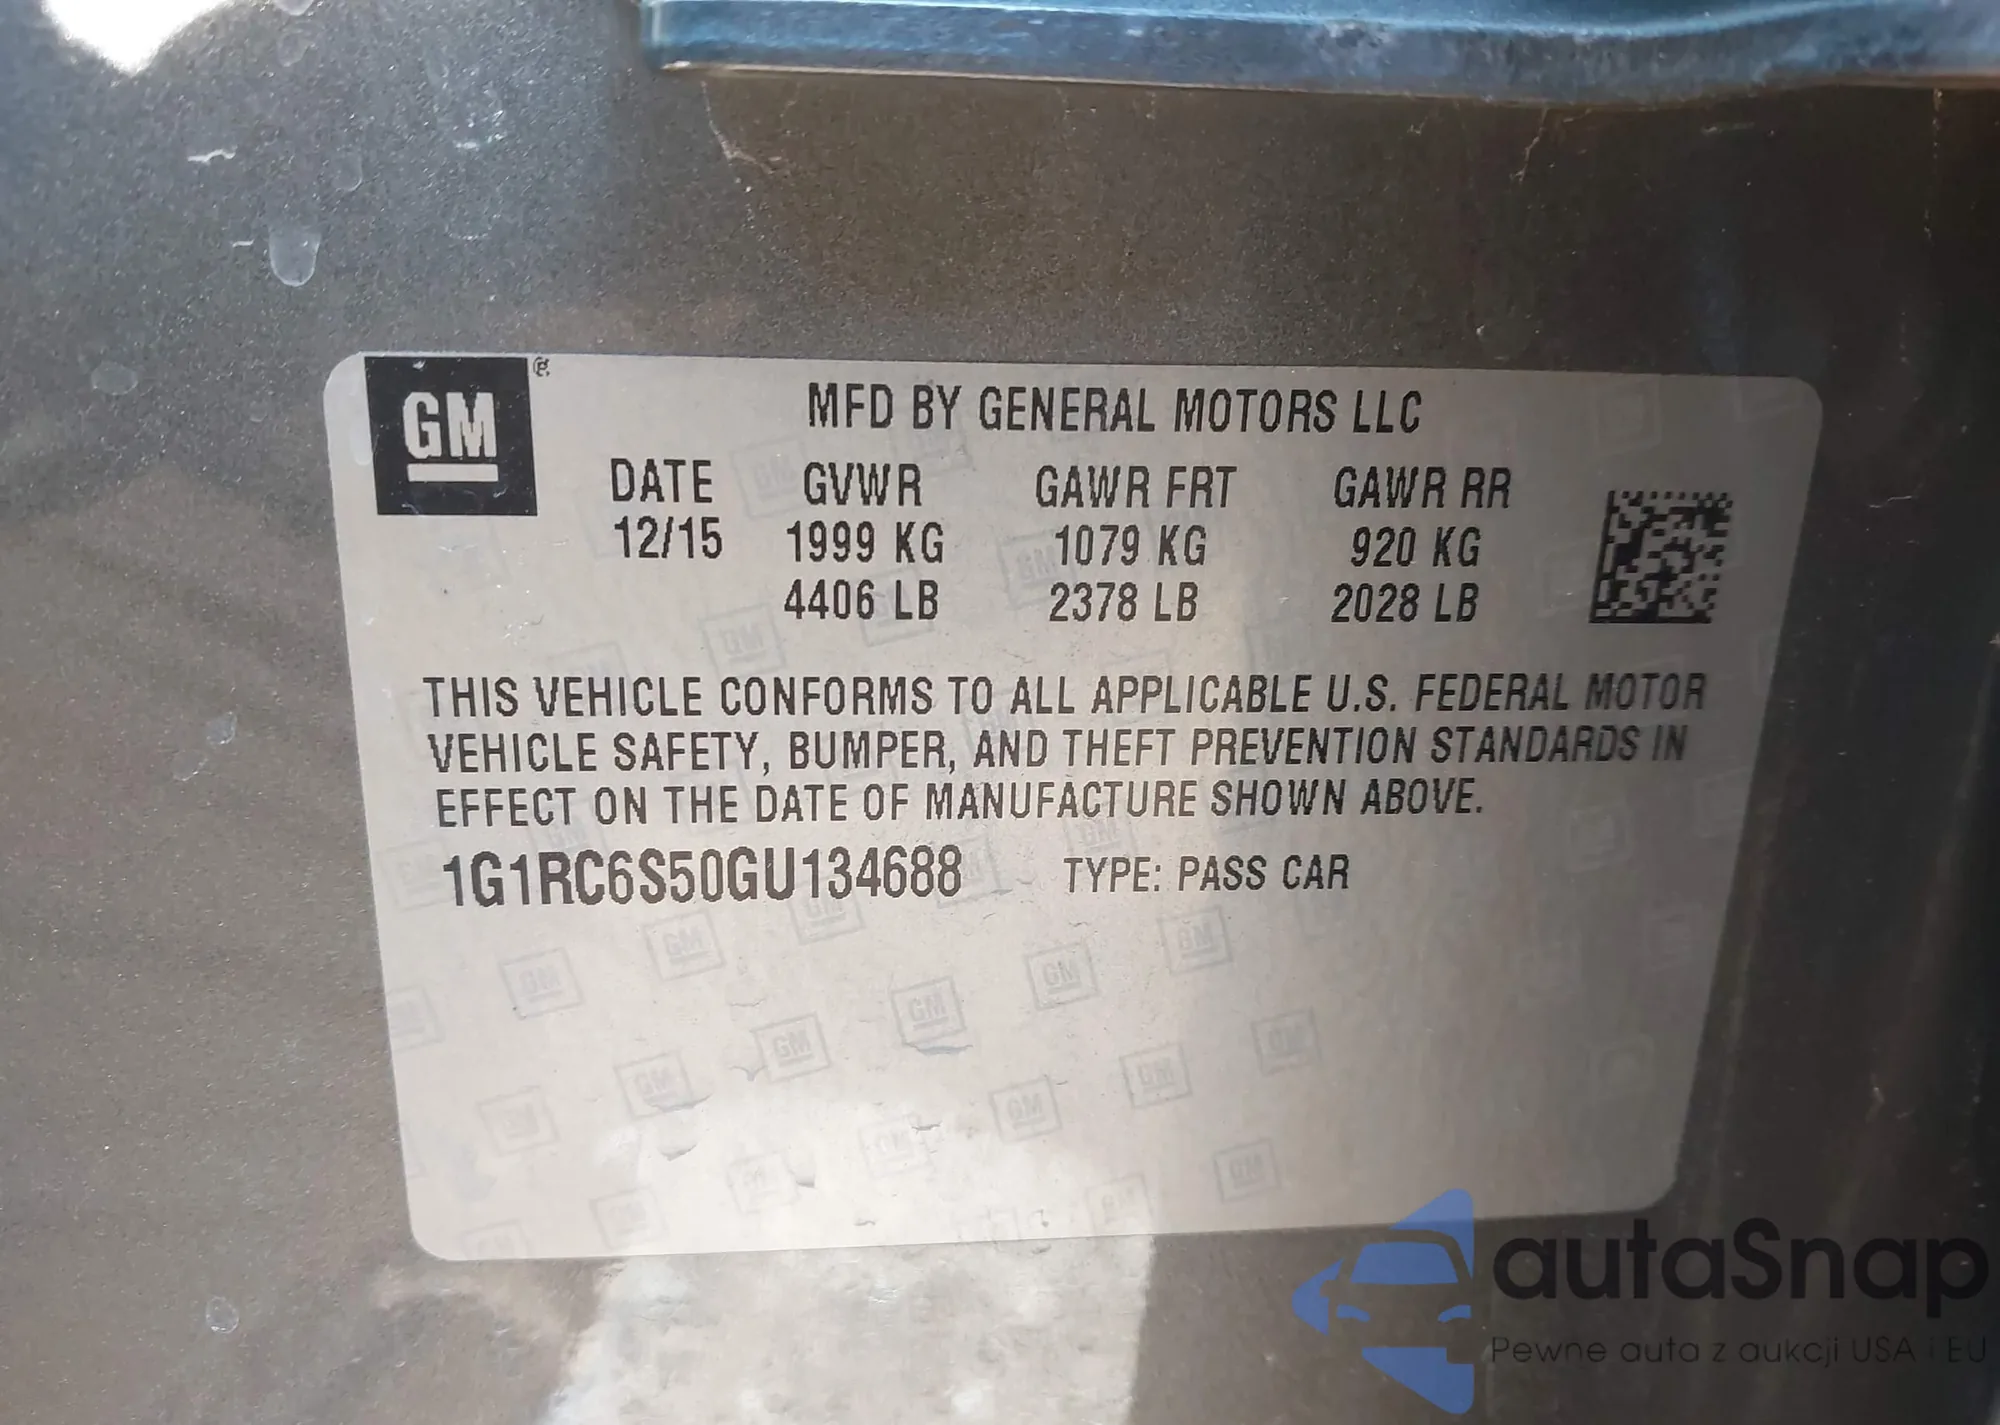 GM
MFD BY GENERAL MOTORS LLC
DATE GVWR GAWR FRT GAWR RR
12/15 1999 KG 1079 KG 920 KG
4406 LB 2378 LB 2028 LB
THIS VEHICLE CONFORMS TO ALL APPLICABLE U.S. FEDERAL MOTOR
VEHICLE SAFETY, BUMPER, AND THEFT PREVENTION STANDARDS IN
EFFECT ON THE DATE OF MANUFACTURE SHOWN ABOVE.
1G1RC6S50GU134688 TYPE: PASS CAR
autaSnap
Pewne auta z aukcji USA i EU